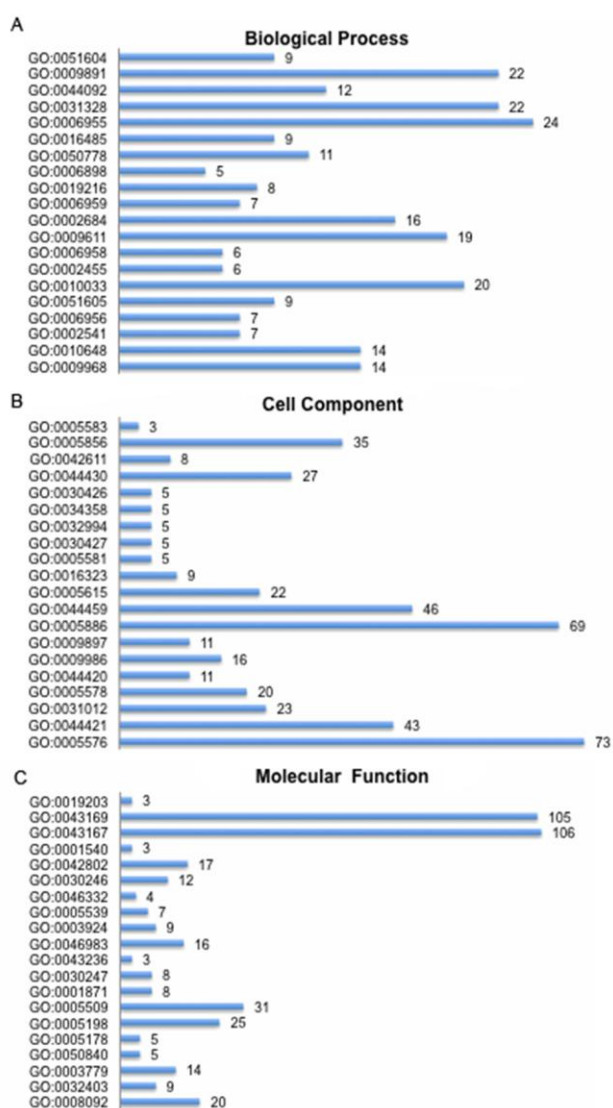 A
Biological Process
GO:0051604 9
GO:0009891 22
GO:0044092 12
GO:0031328 22
GO:0006955 24
GO:0016485 9
GO:0050778 11
GO:0006898 5
GO:0019216 8
GO:0006959 7
GO:0002684 16
GO:0009611 19
GO:0006958 6
GO:0002455 6
GO:0010033 20
GO:0051605 9
GO:0006956 7
GO:0002541 7
GO:0010648 14
GO:0009968 14
B
Cell Component
GO:0005583 3
GO:0005856 35
GO:0042611 8
GO:0044430 27
GO:0030426 5
GO:0034358 5
GO:0032994 5
GO:0030427 5
GO:0005581 5
GO:0016323 9
GO:0005615 22
GO:0044459 46
GO:0005886 69
GO:0009897 11
GO:0009986 16
GO:0044420 11
GO:0005578 20
GO:0031012 23
GO:0044421 43
GO:0005576 73
C
Molecular Function
GO:0019203 3
GO:0043169 105
GO:0043167 106
GO:0001540 3
GO:0042802 17
GO:0030246 12
GO:0046332 4
GO:0005539 7
GO:0003924 9
GO:0046983 16
GO:0043236 3
GO:0030247 8
GO:0001871 8
GO:0005509 31
GO:0005198 25
GO:0005178 5
GO:0050840 5
GO:0003779 14
GO:0032403 9
GO:0008092 20